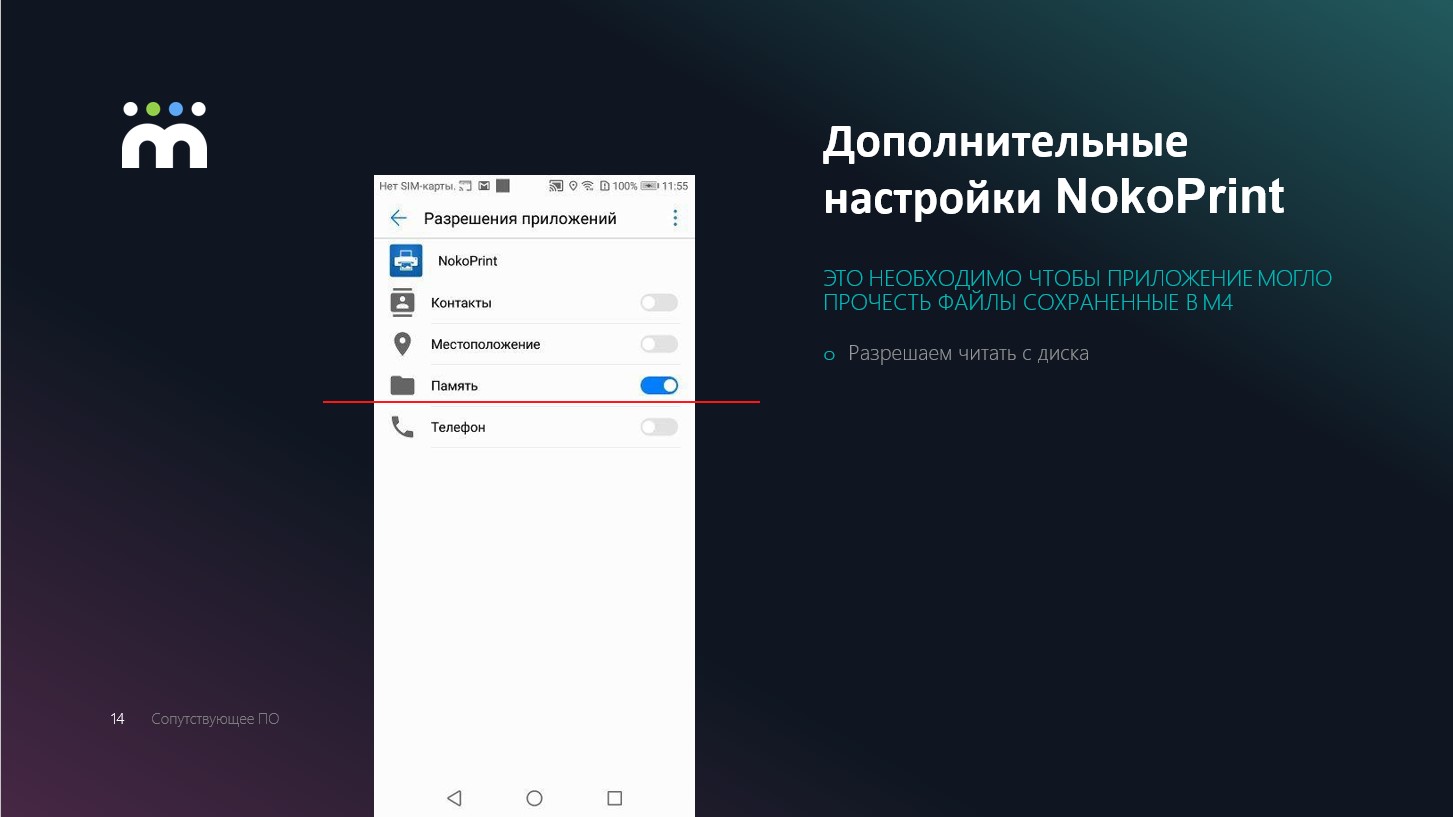 Дополнительные
настройки NokoPrint
ЭТО НЕОБХОДИМО ЧТОБЫ ПРИЛОЖЕНИЕ МОГЛО
ПРОЧЕСТЬ ФАЙЛЫ СОХРАНЕННЫЕ В М4
Разрешаем читать с диска
Нет SIM-карты. 100% 11:55
Разрешения приложений
NokoPrint
Контакты
Местоположение
Память
Телефон
14 Сопутствующее ПО